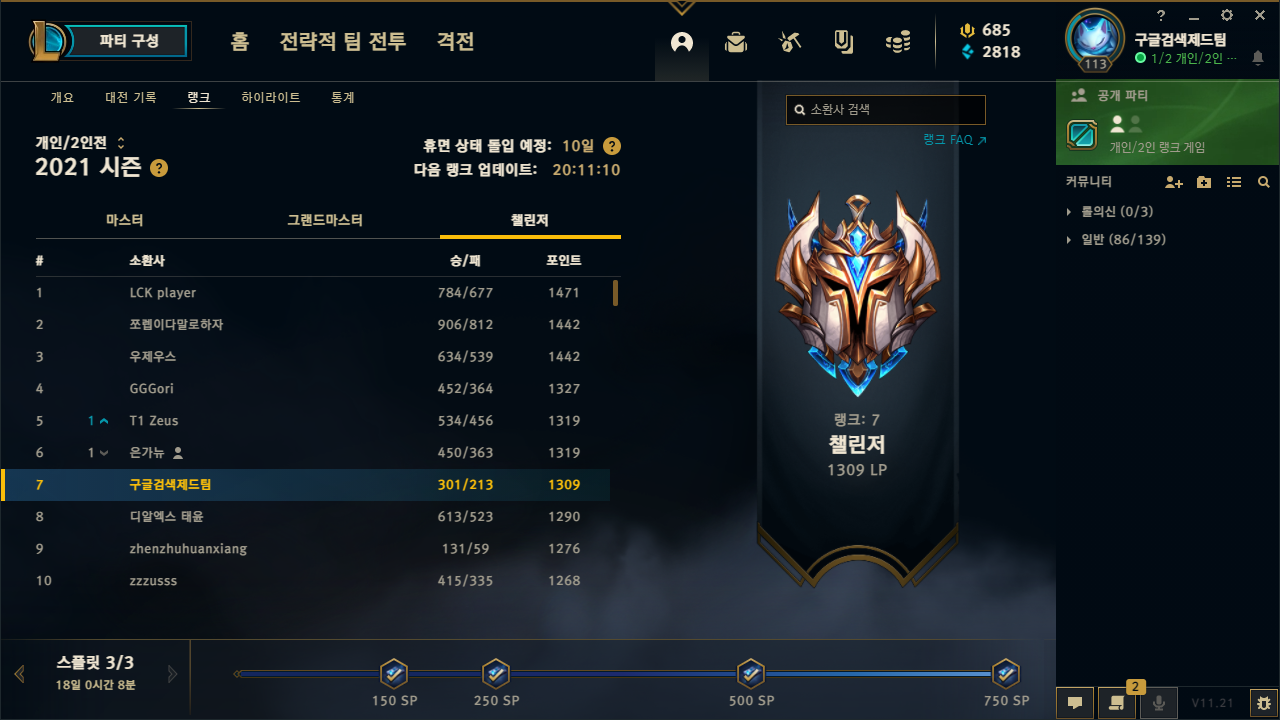 파티 구성
홈
전략적 팀 전투
격전
685
2818
?
113
구글검색제드팀
1/2 개인/2인 ...
개요
대전 기록
랭크
하이라이트
통계
소환사 검색
랭크 FAQ
개인/2인전
2021 시즌 ?
휴면 상태 돌입 예정: 10일 ?
다음 랭크 업데이트: 20:11:10
마스터
그랜드마스터
챌린저
# 소환사 승/패 포인트
1 LCK player 784/677 1471
2 쪼렙이다말로하자 906/812 1442
3 우제우스 634/539 1442
4 GGGori 452/364 1327
5 1 T1 Zeus 534/456 1319
6 1 은가뉴 450/363 1319
7 구글검색제드팀 301/213 1309
8 디알엑스 태윤 613/523 1290
9 zhenzhuhuanxiang 131/59 1276
10 zzzusss 415/335 1268
랭크: 7
챌린저
1309 LP
공개 파티
개인/2인 랭크 게임
커뮤니티
롤의신 (0/3)
일반 (86/139)
스플릿 3/3
18일 0시간 8분
150 SP
250 SP
500 SP
750 SP
2
V11.21